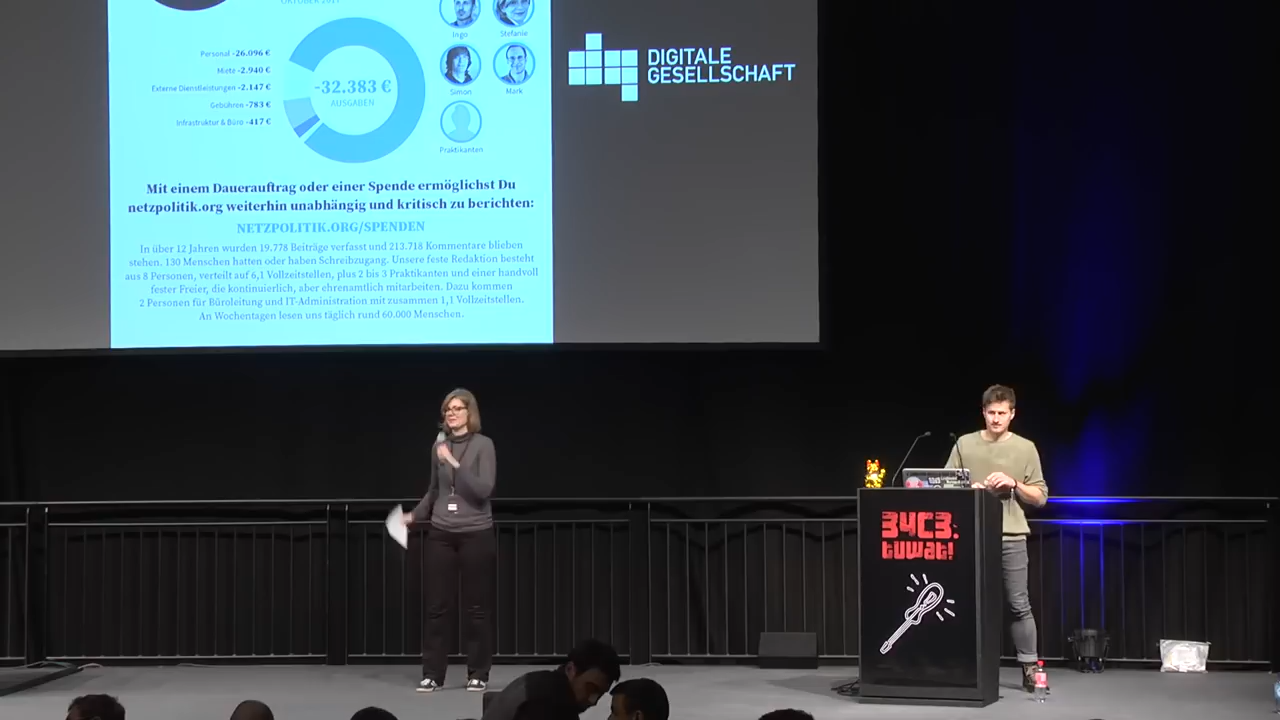 OKTOBER 2017
Personal -26.096 €
Miete -2.940 €
Externe Dienstleistungen -2.147 €
Gebühren -783 €
Infrastruktur & Büro -417 €
-32.383 €
AUSGABEN
Ingo
Stefanie
Simon
Mark
Praktikanten
DIGITALE
GESELLSCHAFT
Mit einem Dauerauftrag oder einer Spende ermöglichst Du
netzpolitik.org weiterhin unabhängig und kritisch zu berichten:
NETZPOLITIK.ORG/SPENDEN
In über 12 Jahren wurden 19.778 Beiträge verfasst und 213.718 Kommentare blieben
stehen. 130 Menschen hatten oder haben Schreibzugang. Unsere feste Redaktion besteht
aus 8 Personen, verteilt auf 6,1 Vollzeitstellen, plus 2 bis 3 Praktikanten und einer handvoll
fester Freier, die kontinuierlich, aber ehrenamtlich mitarbeiten. Dazu kommen
2 Personen für Büroleitung und IT-Administration mit zusammen 1,1 Vollzeitstellen.
An Wochentagen lesen uns täglich rund 60.000 Menschen.
34C3:
tuwat!